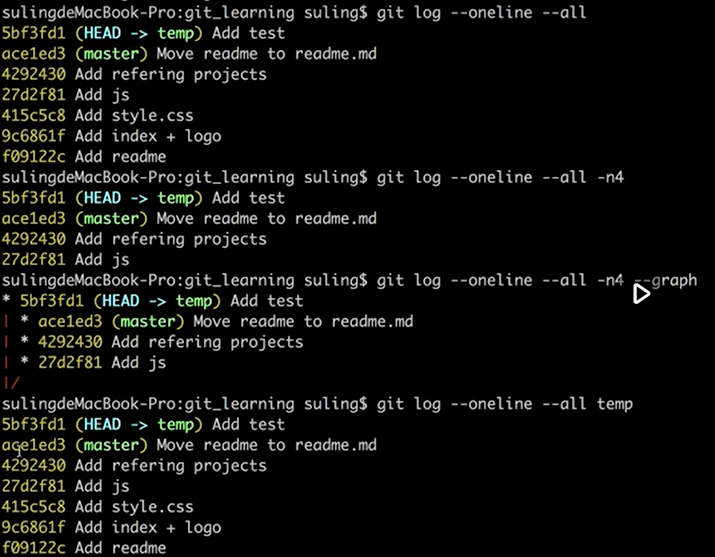 sulingdeMacBook-Pro:git_learning suling$ git log --oneline --all
5bf3fd1 (HEAD -> temp) Add test
ace1ed3 (master) Move readme to readme.md
4292430 Add refering projects
27d2f81 Add js
415c5c8 Add style.css
9c6861f Add index + logo
f09122c Add readme
sulingdeMacBook-Pro:git_learning suling$ git log --oneline --all -n4
5bf3fd1 (HEAD -> temp) Add test
ace1ed3 (master) Move readme to readme.md
4292430 Add refering projects
27d2f81 Add js
sulingdeMacBook-Pro:git_learning suling$ git log --oneline --all -n4 --graph
* 5bf3fd1 (HEAD -> temp) Add test
| * ace1ed3 (master) Move readme to readme.md
| * 4292430 Add refering projects
| * 27d2f81 Add js
|/
sulingdeMacBook-Pro:git_learning suling$ git log --oneline --all temp
5bf3fd1 (HEAD -> temp) Add test
ace1ed3 (master) Move readme to readme.md
4292430 Add refering projects
27d2f81 Add js
415c5c8 Add style.css
9c6861f Add index + logo
f09122c Add readme